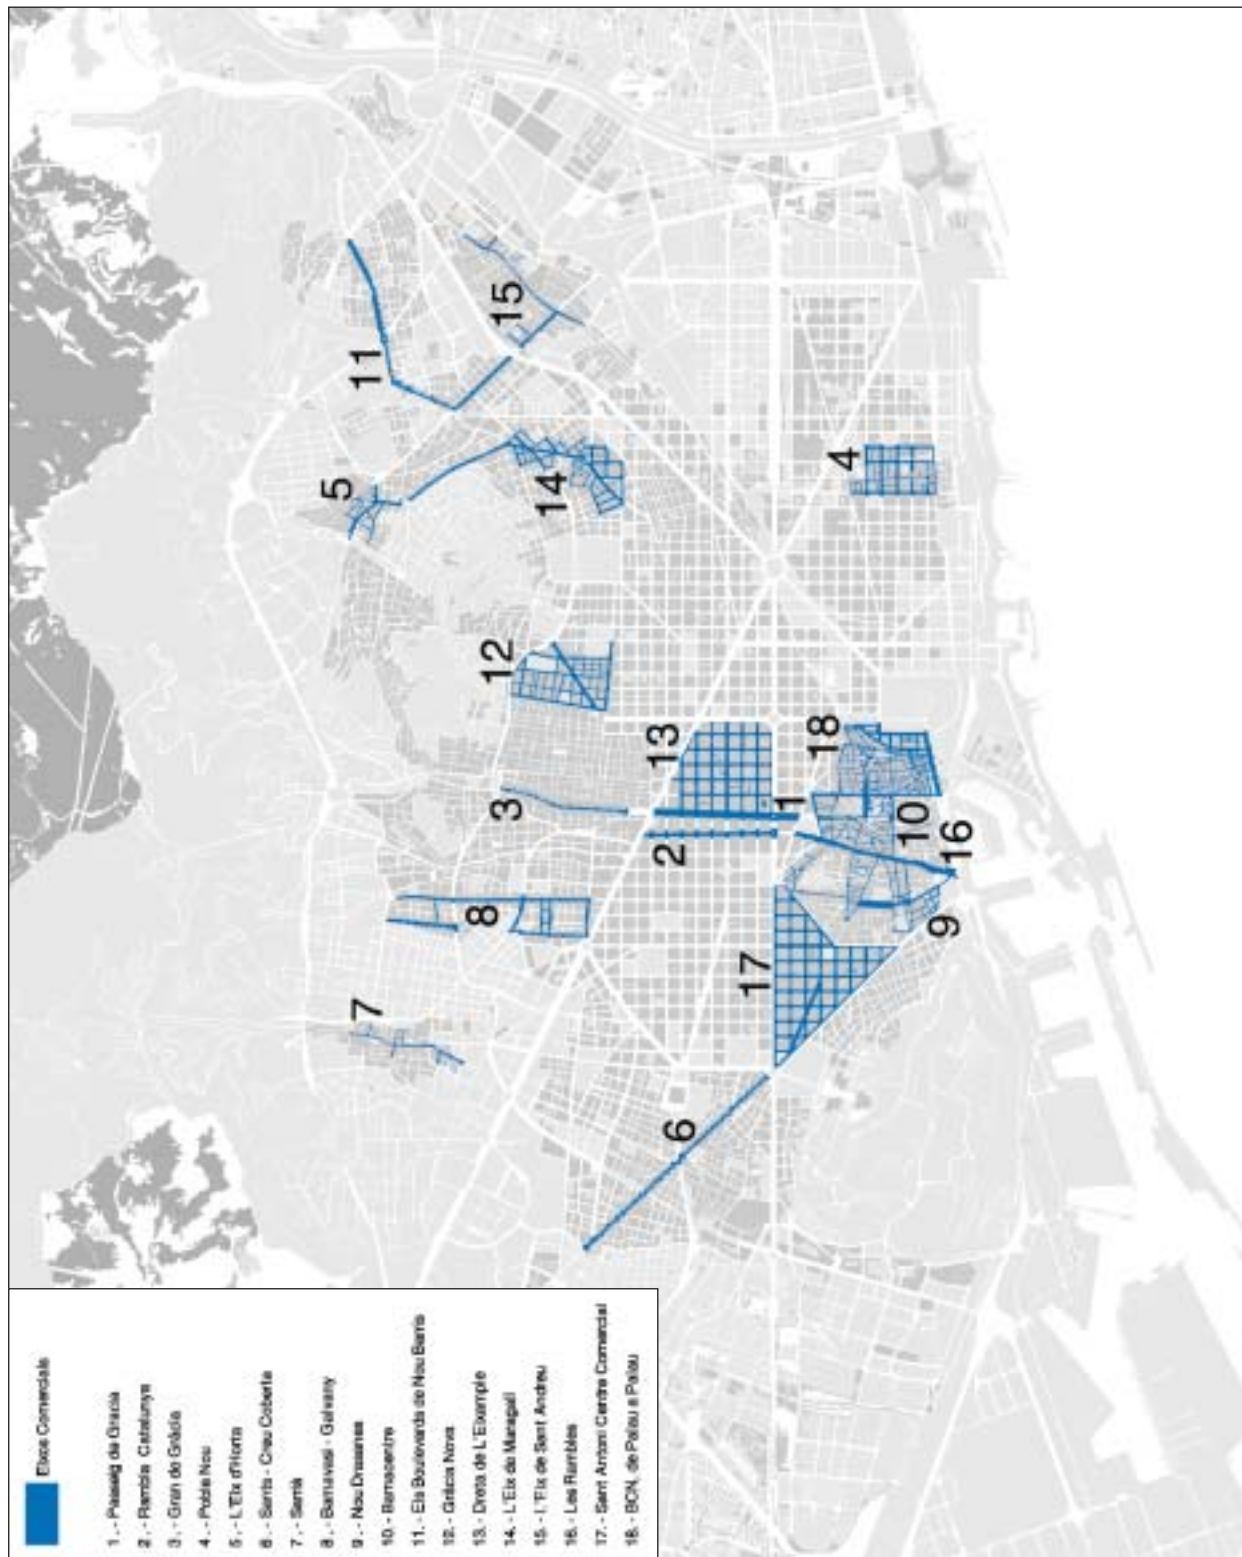 Eixos Comercials
1.- Passeig de Gracia
2.- Rambla Catalunya
3.- Gran de Gràcia
4.- Poble Nou
5.- L'Eix d'Horta
6.- Sants - Creu Coberta
7.- Sarrià
8.- Barnavasi - Galvany
9.- Nou Drassanes
10.- Barnacentre
11.- Els Boulevards de Nou Barris
12.- Gràcia Nova
13.- Dreta de L'Eixample
14.- L'Eix de Maragall
15.- L'Eix de Sant Andreu
16.- Les Rambles
17.- Sant Antoni Centre Comercial
18.- BCN, de Palau a Palau
11
15
5
14
4
12
13
18
3
1
2
10
16
8
9
17
7
6